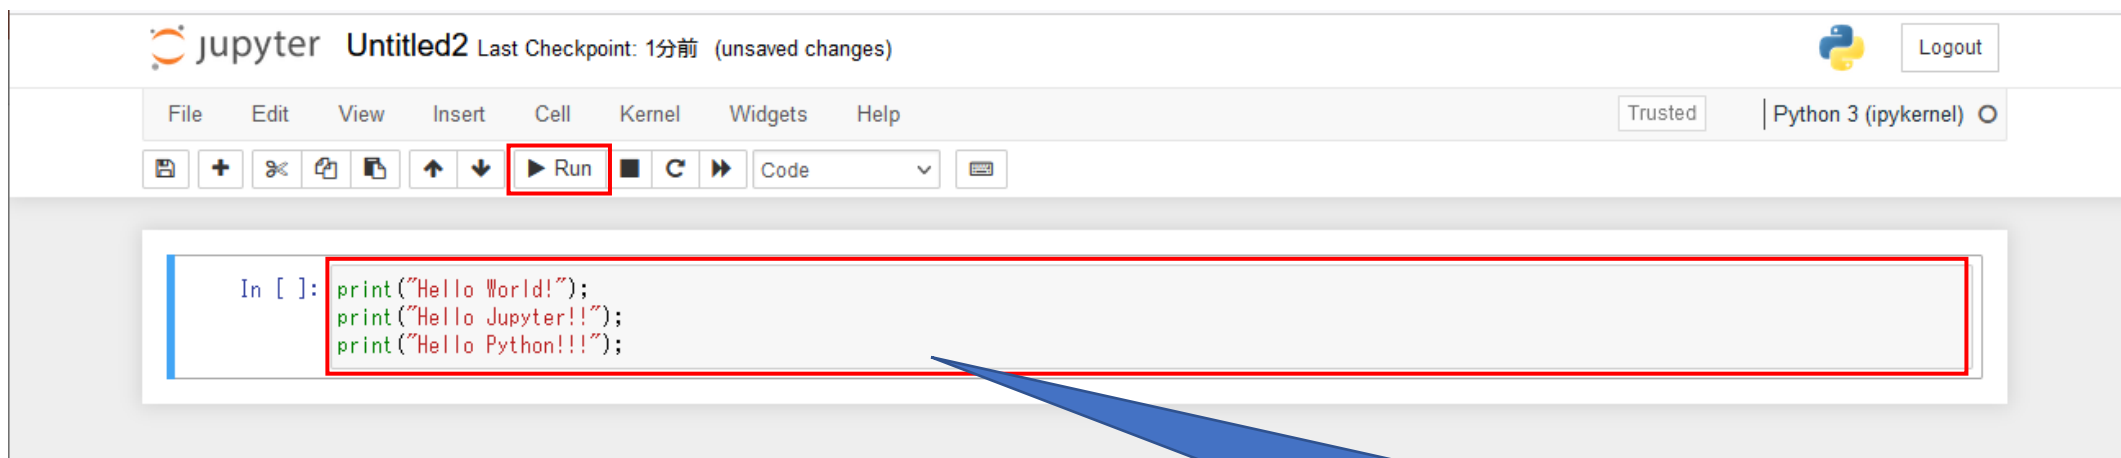 jupyter Untitled2 Last Checkpoint: 1分前 (unsaved changes)
Logout
File Edit View Insert Cell Kernel Widgets Help
Trusted
Python 3 (ipykernel)
Run
Code
In [ ]: print("Hello World!");
print("Hello Jupyter!!");
print("Hello Python!!!");